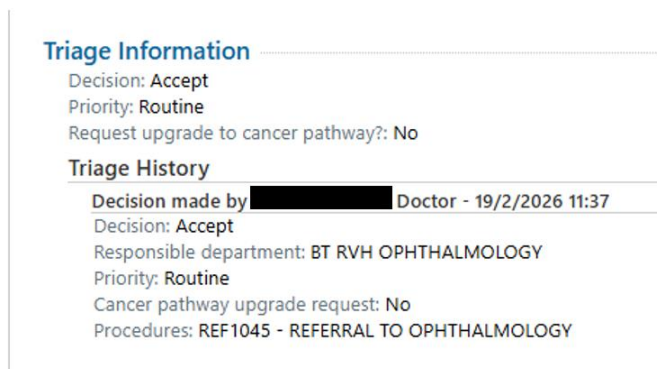 Triage Information
Decision: Accept
Priority: Routine
Request upgrade to cancer pathway?: No
Triage History
Decision made by Doctor - 19/2/2026 11:37
Decision: Accept
Responsible department: BT RVH OPHTHALMOLOGY
Priority: Routine
Cancer pathway upgrade request: No
Procedures: REF1045 - REFERRAL TO OPHTHALMOLOGY